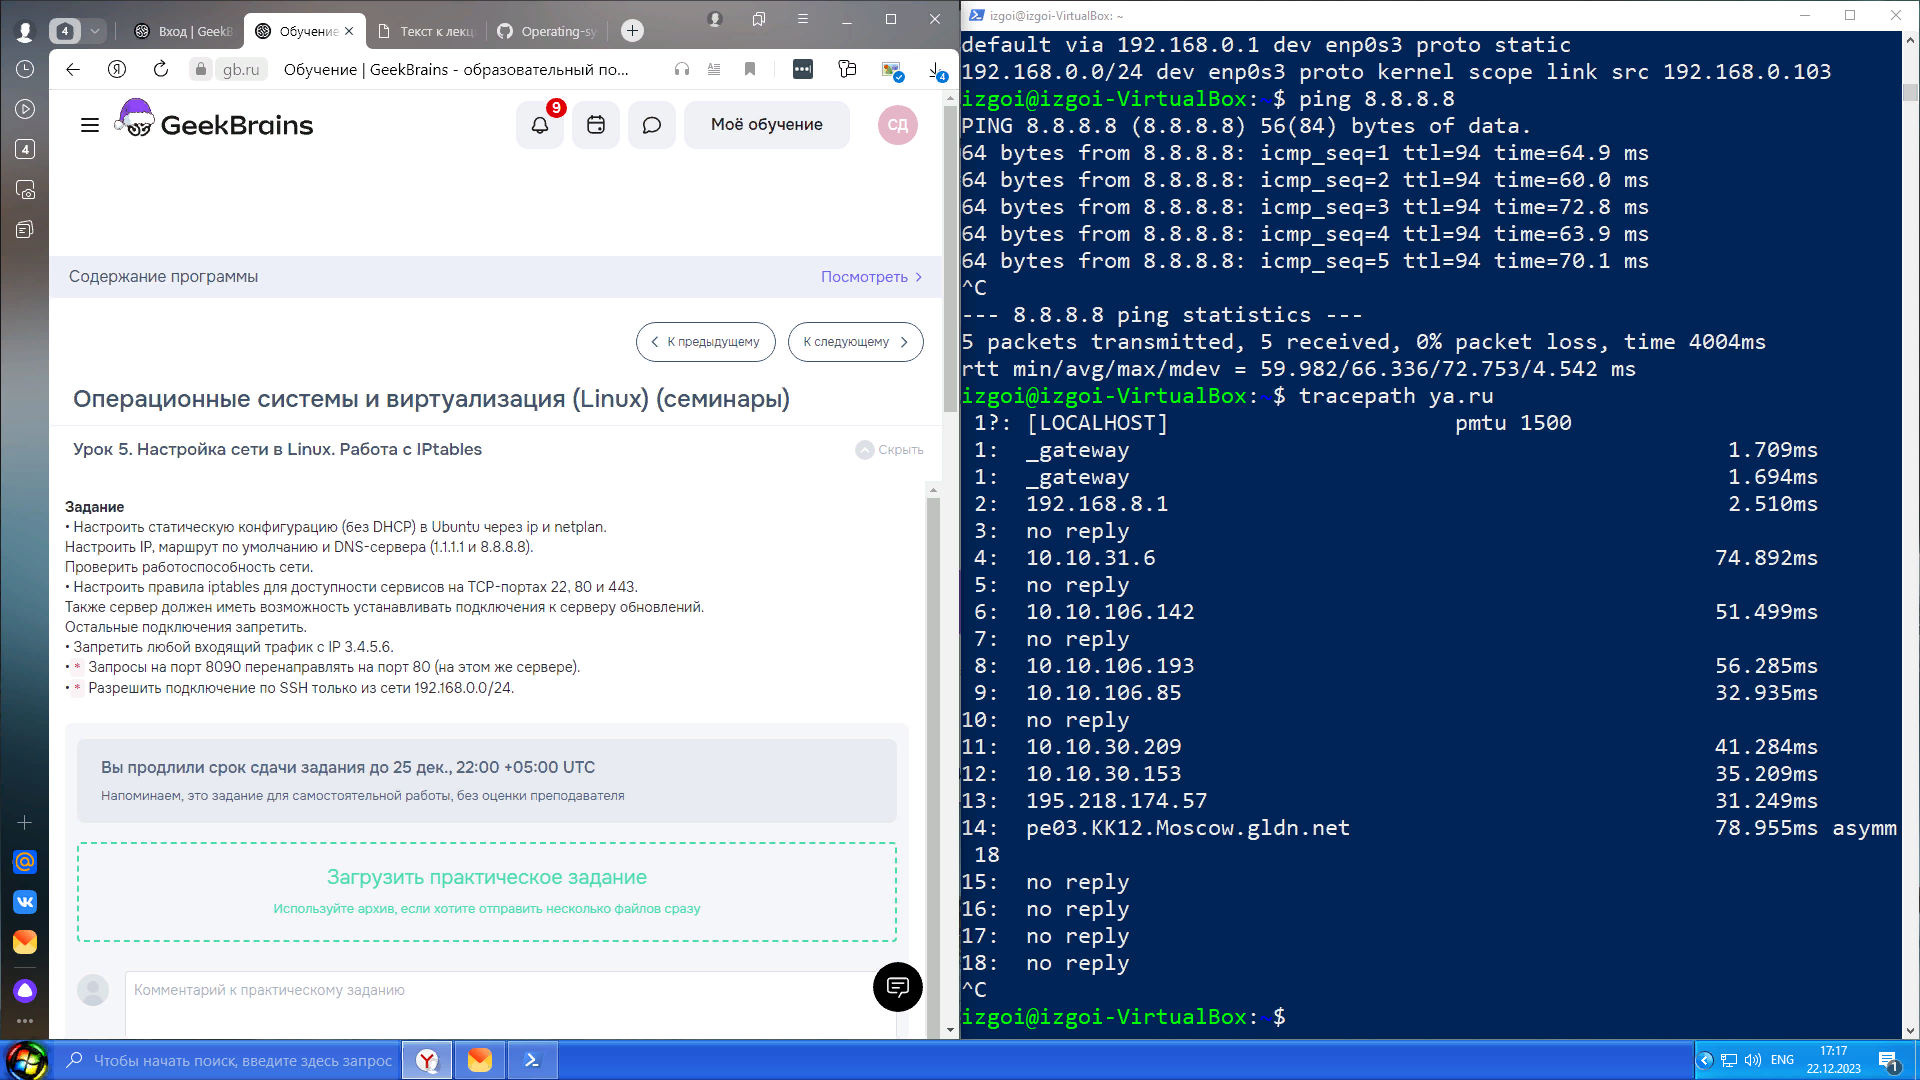 4
Вход | GeekB
Обучение
Текст к лекц
Operating-sy
gb.ru
Обучение | GeekBrains - образовательный по...
4
4
GeekBrains
9
Моё обучение
СД
Содержание программы
Посмотреть
К предыдущему
К следующему
Операционные системы и виртуализация (Linux) (семинары)
Урок 5. Настройка сети в Linux. Работа с IPtables
Скрыть
Задание
• Настроить статическую конфигурацию (без DHCP) в Ubuntu через ip и netplan.
Настроить IP, маршрут по умолчанию и DNS-сервера (1.1.1.1 и 8.8.8.8).
Проверить работоспособность сети.
• Настроить правила iptables для доступности сервисов на TCP-портах 22, 80 и 443.
Также сервер должен иметь возможность устанавливать подключения к серверу обновлений.
Остальные подключения запретить.
• Запретить любой входящий трафик с IP 3.4.5.6.
• * Запросы на порт 8090 перенаправлять на порт 80 (на этом же сервере).
• * Разрешить подключение по SSH только из сети 192.168.0.0/24.
Вы продлили срок сдачи задания до 25 дек., 22:00 +05:00 UTC
Напоминаем, это задание для самостоятельной работы, без оценки преподавателя
Загрузить практическое задание
Используйте архив, если хотите отправить несколько файлов сразу
Комментарий к практическому заданию
izgoi@izgoi-VirtualBox: ~
default via 192.168.0.1 dev enp0s3 proto static
192.168.0.0/24 dev enp0s3 proto kernel scope link src 192.168.0.103
izgoi@izgoi-VirtualBox:~$ ping 8.8.8.8
PING 8.8.8.8 (8.8.8.8) 56(84) bytes of data.
64 bytes from 8.8.8.8: icmp_seq=1 ttl=94 time=64.9 ms
64 bytes from 8.8.8.8: icmp_seq=2 ttl=94 time=60.0 ms
64 bytes from 8.8.8.8: icmp_seq=3 ttl=94 time=72.8 ms
64 bytes from 8.8.8.8: icmp_seq=4 ttl=94 time=63.9 ms
64 bytes from 8.8.8.8: icmp_seq=5 ttl=94 time=70.1 ms
^C
--- 8.8.8.8 ping statistics ---
5 packets transmitted, 5 received, 0% packet loss, time 4004ms
rtt min/avg/max/mdev = 59.982/66.336/72.753/4.542 ms
izgoi@izgoi-VirtualBox:~$ tracepath ya.ru
1?: [LOCALHOST] pmtu 1500
1: _gateway 1.709ms
1: _gateway 1.694ms
2: 192.168.8.1 2.510ms
3: no reply
4: 10.10.31.6 74.892ms
5: no reply
6: 10.10.106.142 51.499ms
7: no reply
8: 10.10.106.193 56.285ms
9: 10.10.106.85 32.935ms
10: no reply
11: 10.10.30.209 41.284ms
12: 10.10.30.153 35.209ms
13: 195.218.174.57 31.249ms
14: pe03.KK12.Moscow.gldn.net 78.955ms asymm
18
15: no reply
16: no reply
17: no reply
18: no reply
^C
izgoi@izgoi-VirtualBox:~$
Чтобы начать поиск, введите здесь запрос
ENG
17:17
22.12.2023
1